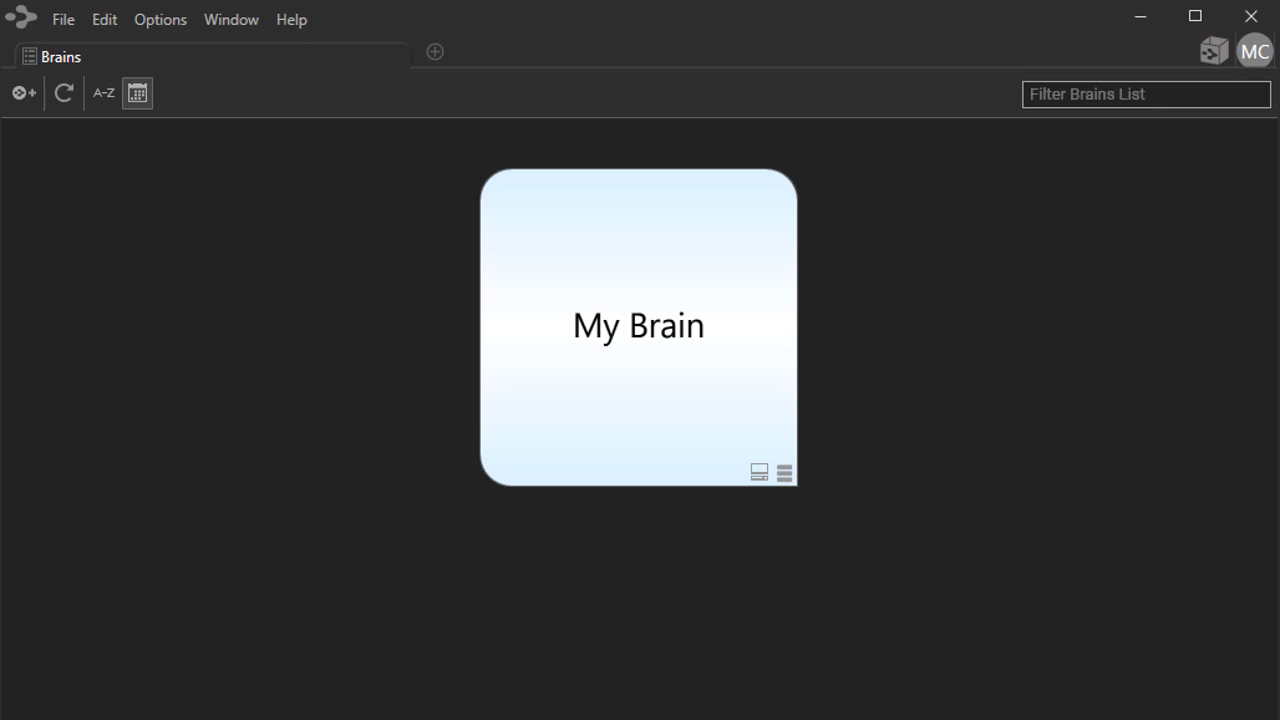 File Edit Options Window Help
Brains
MC
A-Z
Filter Brains List
My Brain